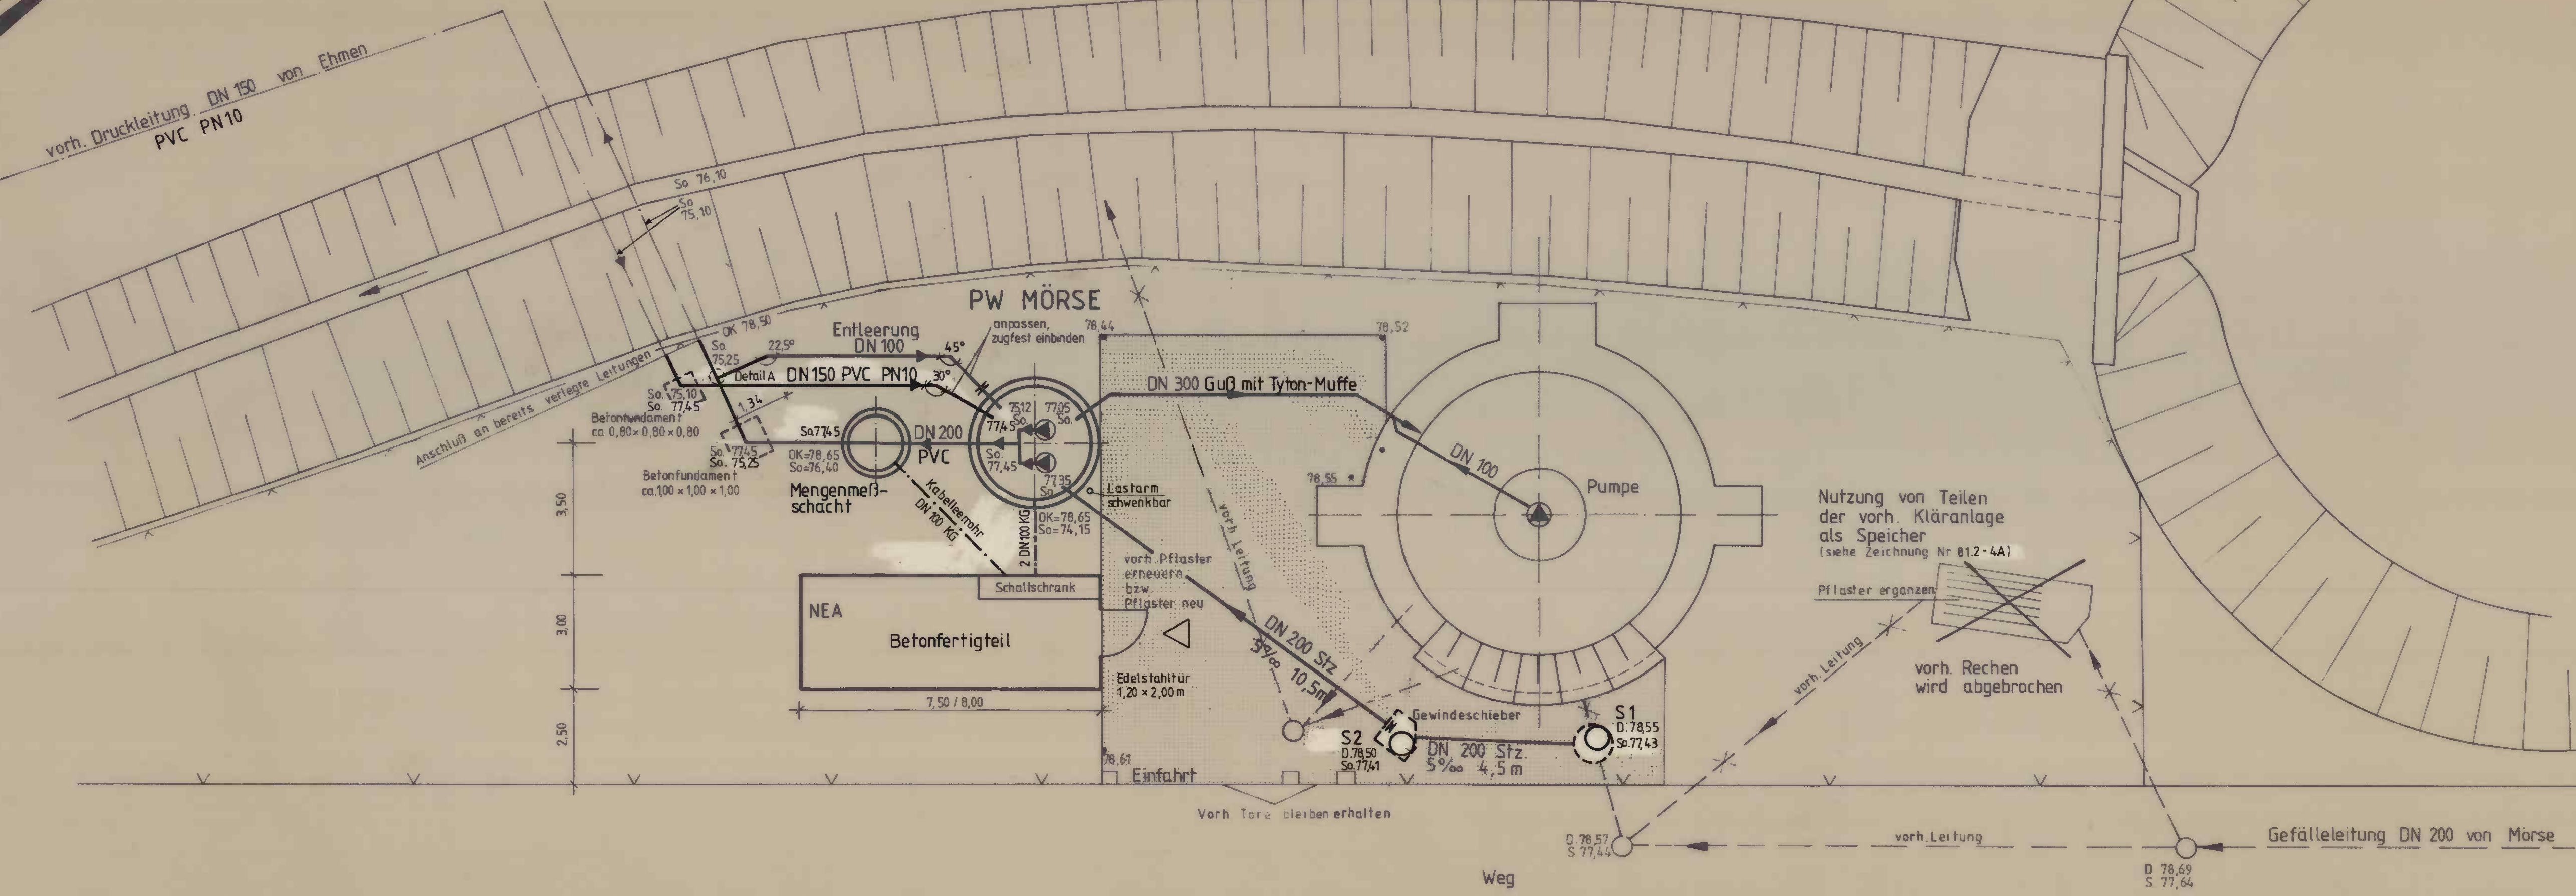 vorh. Druckleitung DN 150 von Ehmen
PVC PN10
So 76,10
So
75,10
OK 78,50
Anschluß an bereits verlegte Leitungen
PW MÖRSE
anpassen,
zugfest einbinden
Entleerung
DN 100
22,5°
45°
So
75,25
Detail A
DN150 PVC PN10
30°
1,34
So. 75,10
So. 77,45
Betonfundament
ca 0,80 x 0,80 x 0,80
So. 77,45
So. 75,25
Betonfundament
ca.1,00 x 1,00 x 1,00
So.77,45
OK=78,65
So=76,40
DN 200
PVC
Mengenmeß-
schacht
75,12
So.
77,05
So.
77,45
So.
77,45
77,35
So
OK=78,65
So=74,15
Lastarm
schwenkbar
Kabelleerrohr
DN 100 KG
2 DN100 KG
78,44
78,52
78,55
DN 300 Guß mit Tyton-Muffe
DN 100
Pumpe
vorh Leitung
vorh. Pflaster
erneuern
bzw.
Pflaster neu
Schaltschrank
NEA
Betonfertigteil
7,50 / 8,00
3,50
3,00
2,50
Edelstahltür
1,20 x 2,00 m
DN 200 Stz
5‰ 10,5m
Gewindeschieber
S2
D.78,50
So.77,41
DN 200 Stz.
5‰ 4,5 m
S1
D.78,55
So.77,43
78,61
Einfahrt
Vorh Tore bleiben erhalten
Nutzung von Teilen
der vorh. Kläranlage
als Speicher
(siehe Zeichnung Nr 81.2-4A)
Pflaster ergänzen
vorh. Leitung
vorh. Rechen
wird abgebrochen
D 78,57
S 77,44
vorh. Leitung
Gefälleleitung DN 200 von Mörse
D 78,69
S 77,64
Weg